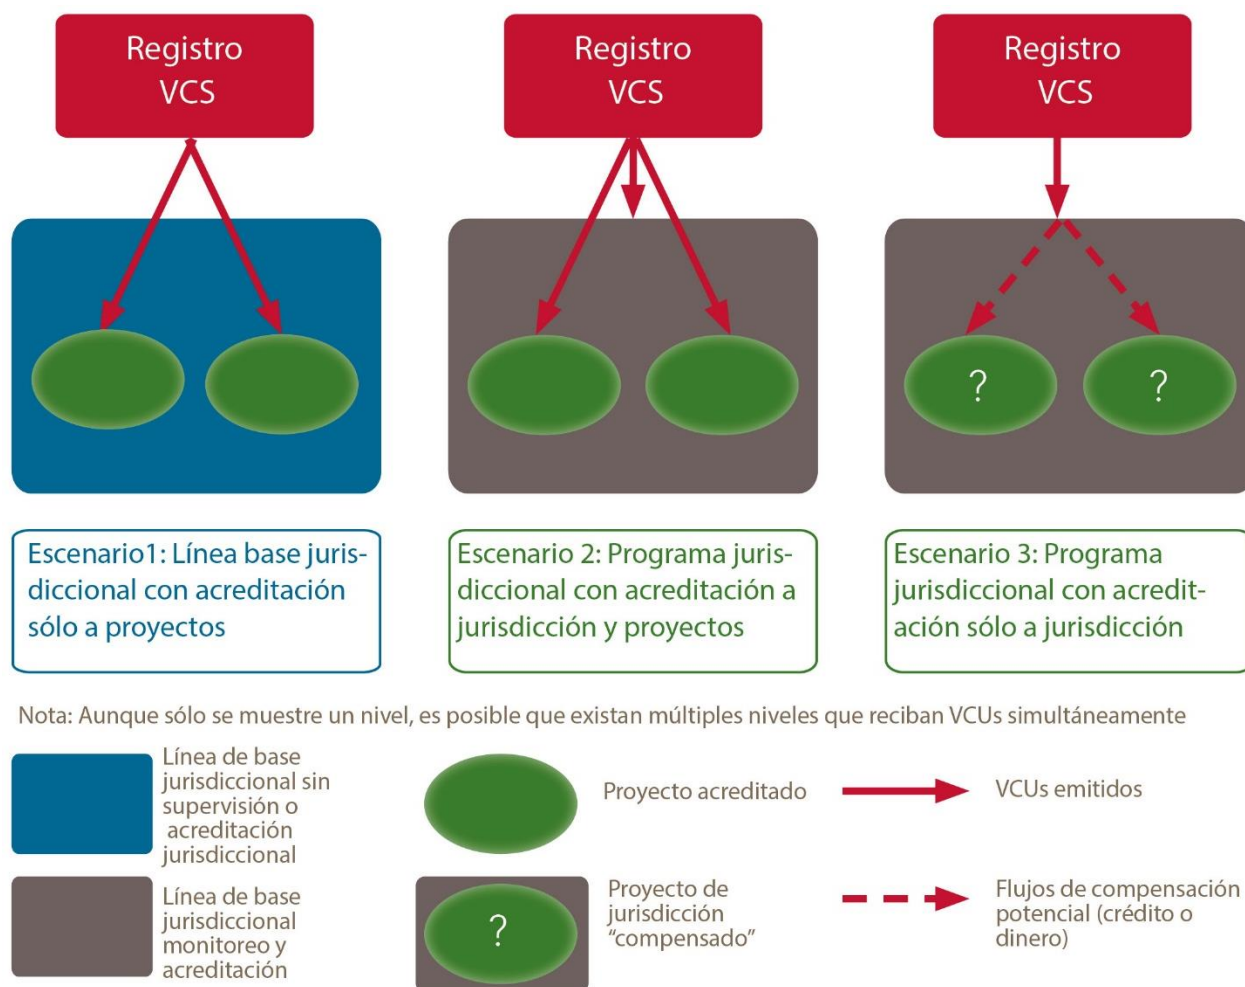 Registro
VCS
Registro
VCS
Registro
VCS
?
?
Escenario1: Línea base juris-
diccional con acreditación
sólo a proyectos
Escenario 2: Programa juris-
diccional con acreditación a
jurisdicción y proyectos
Escenario 3: Programa
jurisdiccional con acredit-
ación sólo a jurisdicción
Nota: Aunque sólo se muestre un nivel, es posible que existan múltiples niveles que reciban VCUs simultáneamente
Línea de base
jurisdiccional sin
supervisión o
acreditación
jurisdiccional
Proyecto acreditado
VCUs emitidos
Línea de base
jurisdiccional
monitoreo y
acreditación
?
Proyecto de
jurisdicción
“compensado”
Flujos de compensación
potencial (crédito o
dinero)